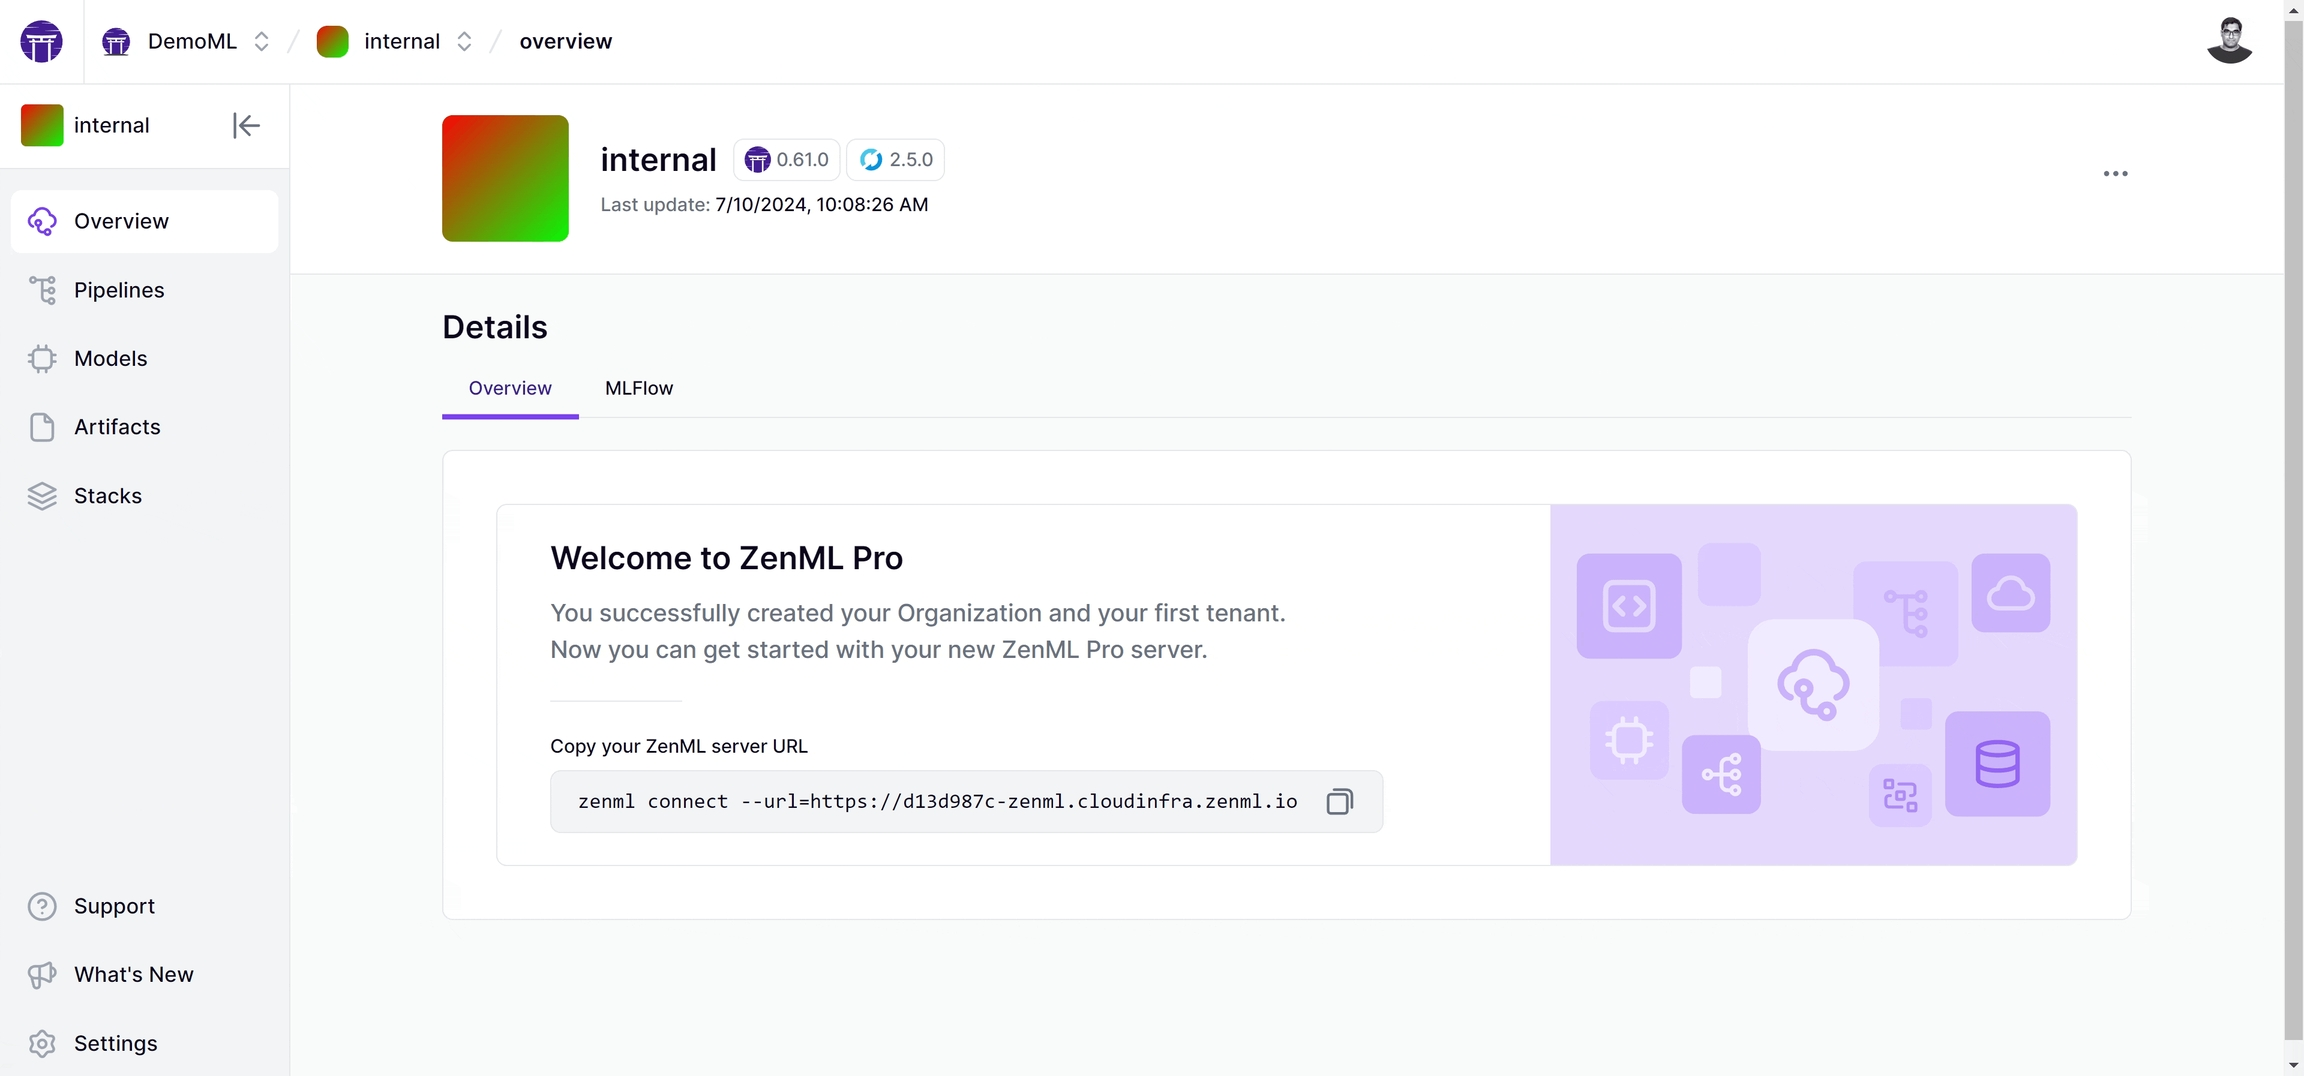 DemoML
internal
overview
internal
Overview
Pipelines
Models
Artifacts
Stacks
Support
What's New
Settings
internal
0.61.0
2.5.0
Last update: 7/10/2024, 10:08:26 AM
Details
Overview
MLFlow
Welcome to ZenML Pro
You successfully created your Organization and your first tenant.
Now you can get started with your new ZenML Pro server.
Copy your ZenML server URL
zenml connect --url=https://d13d987c-zenml.cloudinfra.zenml.io